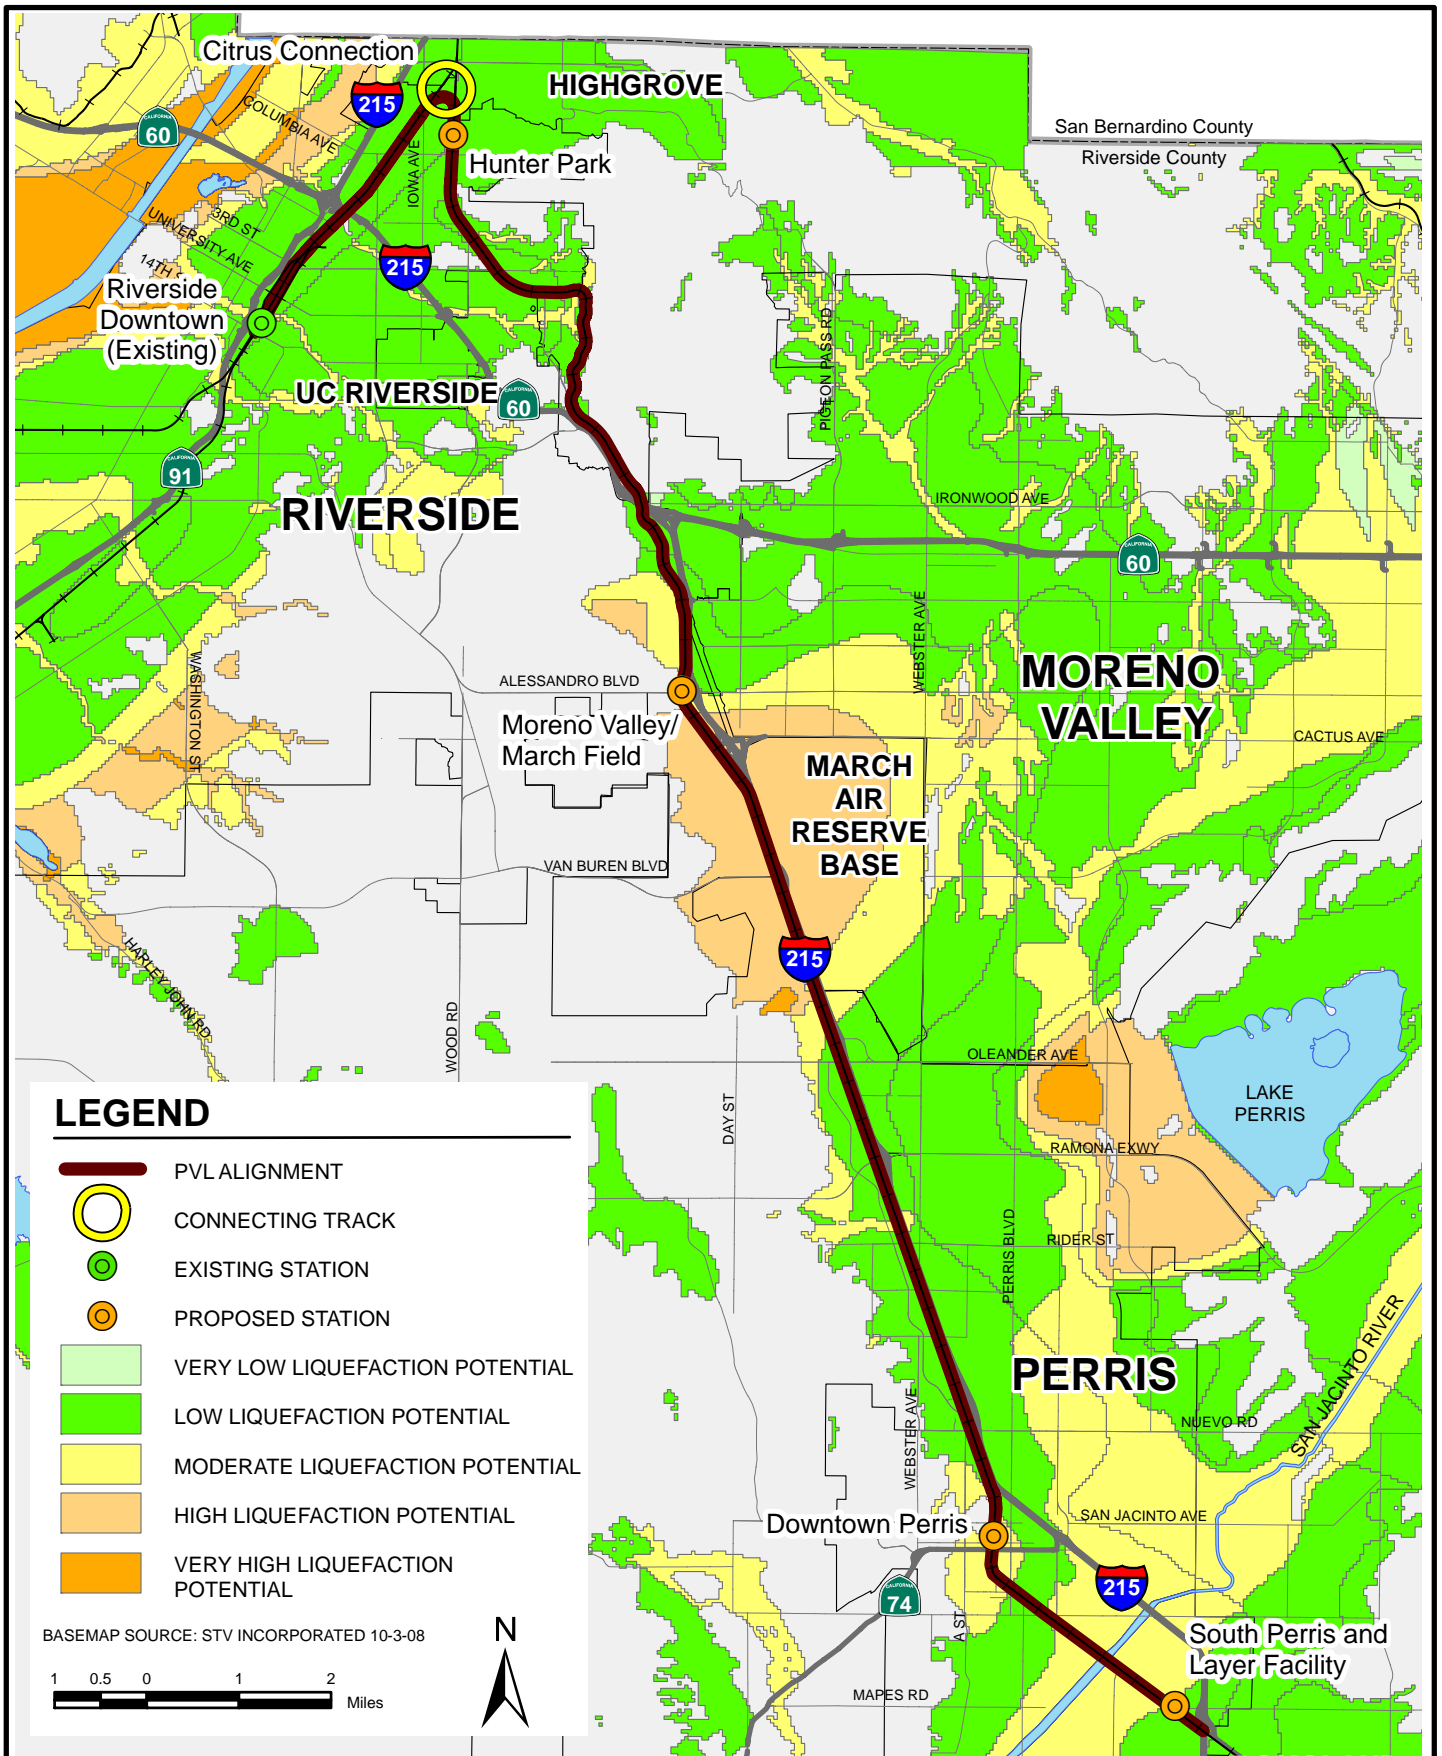 Citrus Connection
HIGHGROVE
215
CALIFORNIA
60
COLUMBIA AVE
IOWA AVE
Hunter Park
San Bernardino County
Riverside County
3RD ST
UNIVERSITY AVE
14TH S
215
Riverside
Downtown
(Existing)
PIGEON PASS RD
UC RIVERSIDE
CALIFORNIA
60
CALIFORNIA
91
RIVERSIDE
IRONWOOD AVE
CALIFORNIA
60
WEBSTER AVE
WASHINGTON ST
ALESSANDRO BLVD
MORENO
VALLEY
Moreno Valley/
March Field
CACTUS AVE
MARCH
AIR
RESERVE
BASE
VAN BUREN BLVD
HARLEY JOHN RD
215
WOOD RD
OLEANDER AVE
LAKE
PERRIS
DAY ST
RAMONA EXWY
PERRIS BLVD
RIDER ST
SAN JACINTO RIVER
PERRIS
NUEVO RD
WEBSTER AVE
Downtown Perris
SAN JACINTO AVE
215
CALIFORNIA
74
A ST
South Perris and
Layer Facility
MAPES RD
LEGEND
PVL ALIGNMENT
CONNECTING TRACK
EXISTING STATION
PROPOSED STATION
VERY LOW LIQUEFACTION POTENTIAL
LOW LIQUEFACTION POTENTIAL
MODERATE LIQUEFACTION POTENTIAL
HIGH LIQUEFACTION POTENTIAL
VERY HIGH LIQUEFACTION
POTENTIAL
BASEMAP SOURCE: STV INCORPORATED 10-3-08
N
1 0.5 0 1 2
Miles